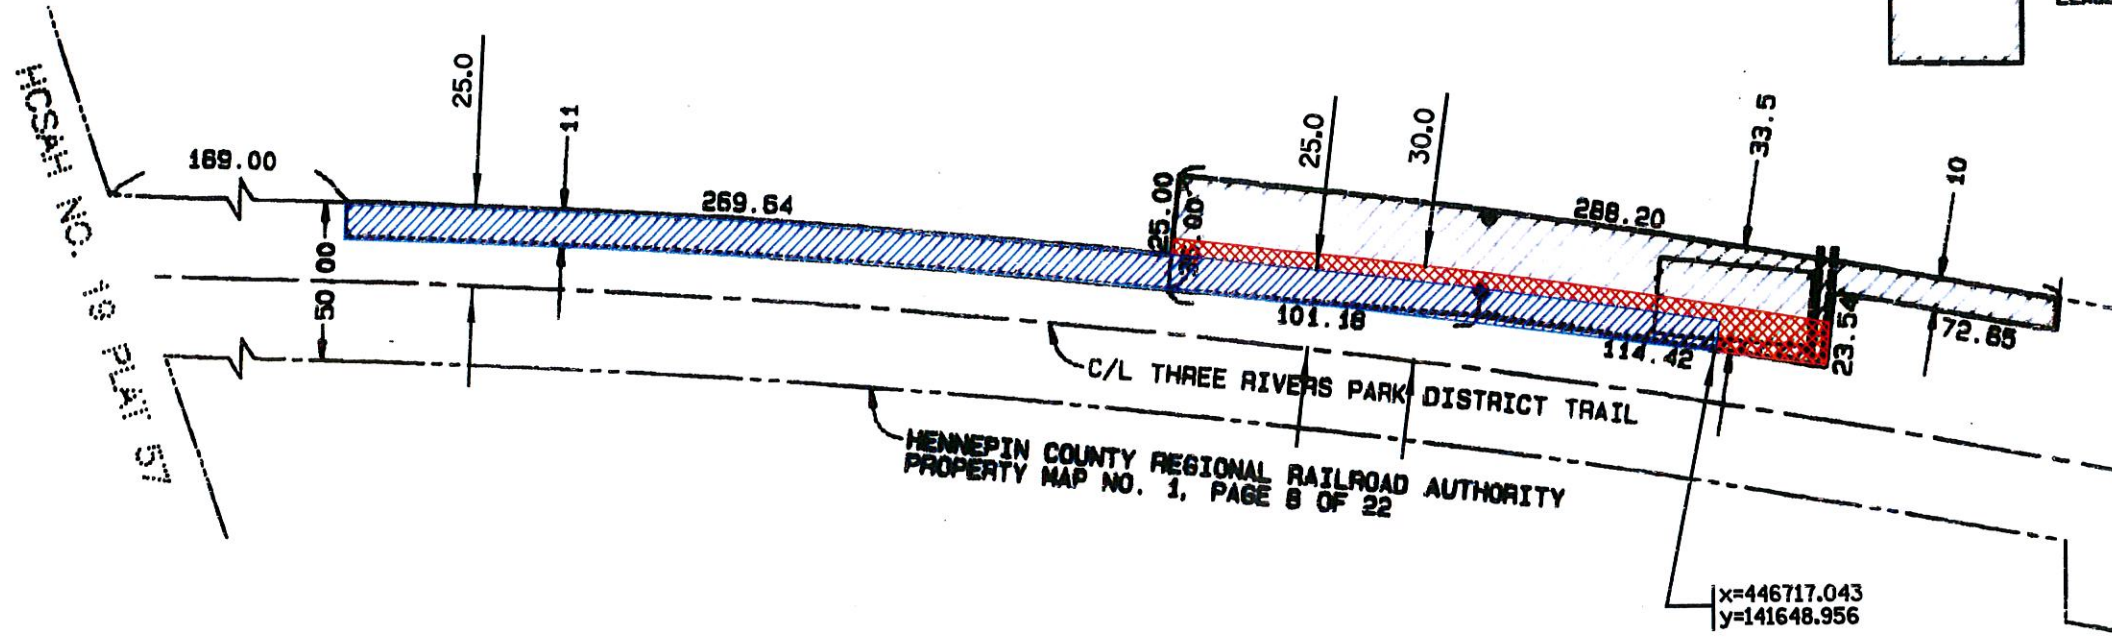 HCSAH NO. 19 PLAT 57
169.00
25.0
11
50.00
269.64
25.00
25.0
30.0
288.20
33.5
10
101.18
114.42
23.54
72.65
C/L THREE RIVERS PARK DISTRICT TRAIL
HENNEPIN COUNTY REGIONAL RAILROAD AUTHORITY
PROPERTY MAP NO. 1, PAGE 8 OF 22
x=446717.043
y=141648.956